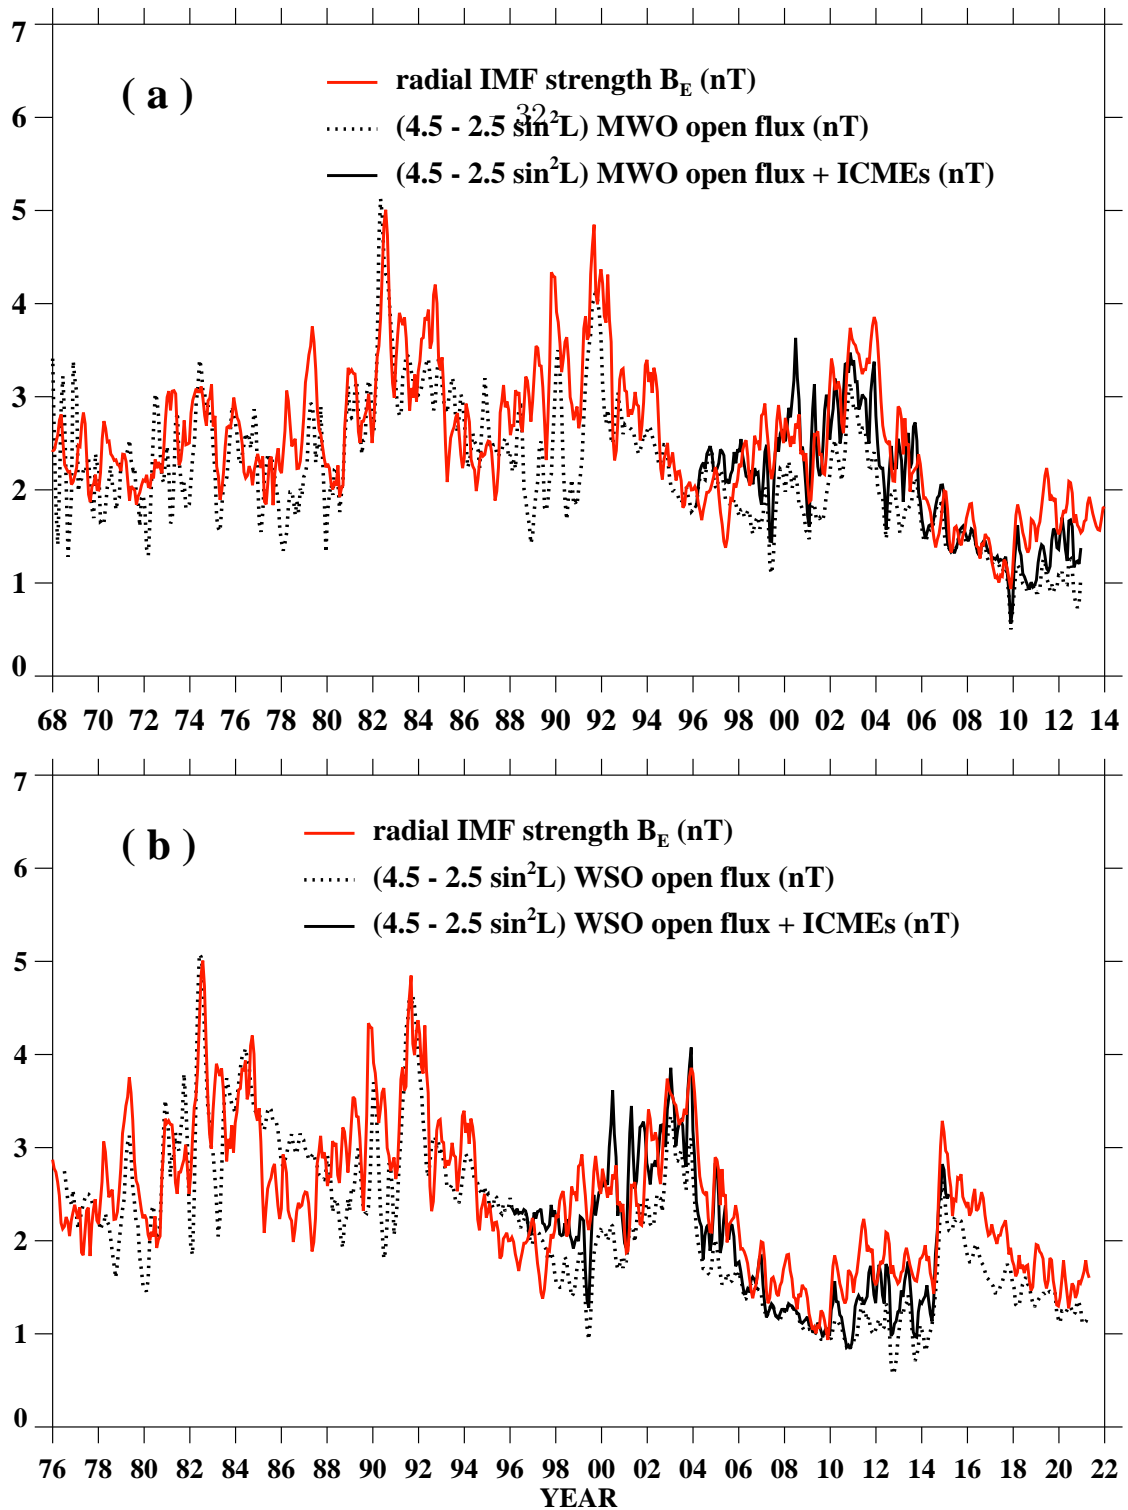 7
( a )
radial IMF strength B_E (nT)
6
32
(4.5 - 2.5 sin²L) MWO open flux (nT)
(4.5 - 2.5 sin²L) MWO open flux + ICMEs (nT)
5
4
3
2
1
0
68 70 72 74 76 78 80 82 84 86 88 90 92 94 96 98 00 02 04 06 08 10 12 14
7
( b )
radial IMF strength B_E (nT)
6
(4.5 - 2.5 sin²L) WSO open flux (nT)
(4.5 - 2.5 sin²L) WSO open flux + ICMEs (nT)
5
4
3
2
1
0
76 78 80 82 84 86 88 90 92 94 96 98 00 02 04 06 08 10 12 14 16 18 20 22
YEAR